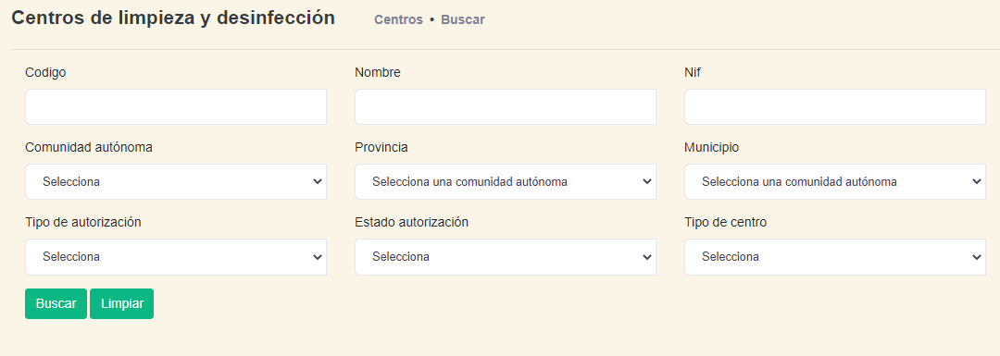 Centros de limpieza y desinfección Centros • Buscar
Codigo Nombre Nif
Comunidad autónoma Provincia Municipio
Selecciona Selecciona una comunidad autónoma Selecciona una comunidad autónoma
Tipo de autorización Estado autorización Tipo de centro
Selecciona Selecciona Selecciona
Buscar Limpiar